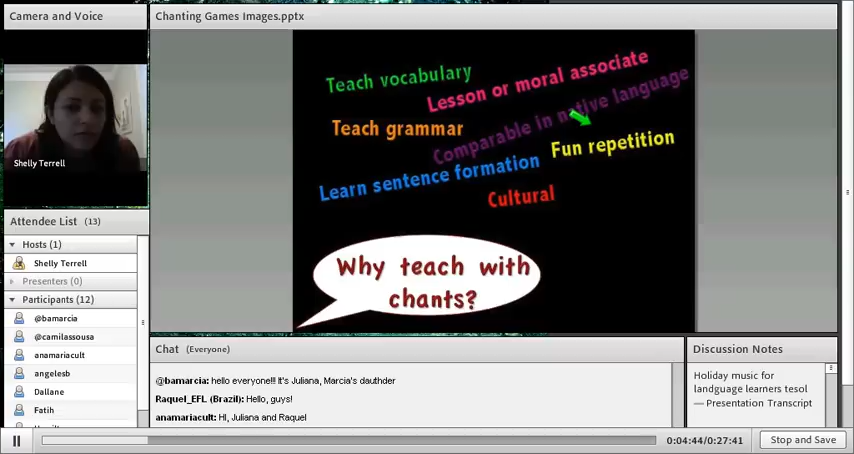 Camera and Voice
Chanting Games Images.pptx
Shelly Terrell
Teach vocabulary
Lesson or moral associate
Comparable in native language
Teach grammar
Fun repetition
Learn sentence formation
Cultural
Why teach with
chants?
Attendee List (13)
Hosts (1)
Shelly Terrell
Presenters (0)
Participants (12)
@bamarcia
@camilassousa
anamariacult
angelesb
Dallane
Fatih
Chat (Everyone)
@bamarcia: hello everyone!!! It's Juliana, Marcia's dauthder
Raquel_EFL (Brazil): Hello, guys!
anamariacult: HI, Juliana and Raquel
Discussion Notes
Holiday music for
landguage learners tesol
— Presentation Transcript
0:04:44/0:27:41
Stop and Save